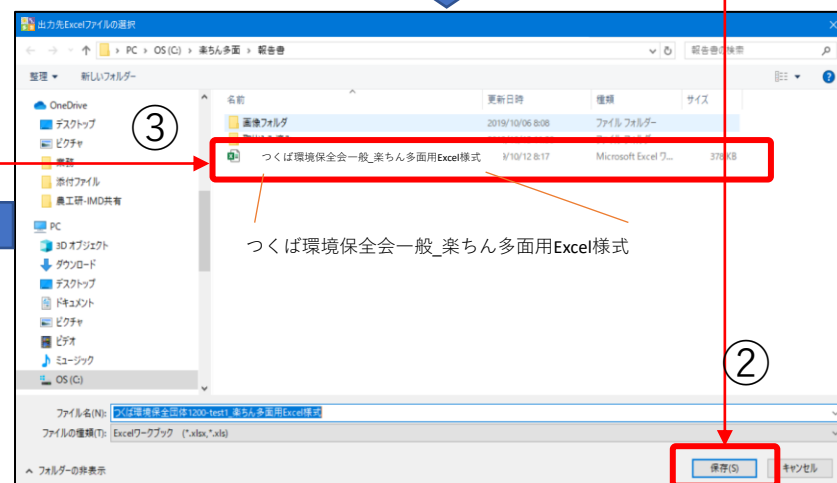 出力先Excelファイルの選択
PC › OS (C:) › 楽ちん多面 › 報告書
報告書の検索
整理 新しいフォルダー
名前 更新日時 種類 サイズ
OneDrive
デスクトップ
ピクチャ
業務
添付ファイル
農工研-IMD共有
PC
3D オブジェクト
ダウンロード
デスクトップ
ドキュメント
ピクチャ
ビデオ
ミュージック
OS (C:)
画像フォルダ 2019/10/06 8:08 ファイル フォルダー
③
つくば環境保全会一般_楽ちん多面用Excel様式 9/10/12 8:17 Microsoft Excel ワ... 378 KB
つくば環境保全会一般_楽ちん多面用Excel様式
②
ファイル名(N): つくば環境保全団体1200-test1_楽ちん多面用Excel様式
ファイルの種類(T): Excelワークブック (*.xlsx,*.xls)
フォルダーの非表示
保存(S) キャンセル